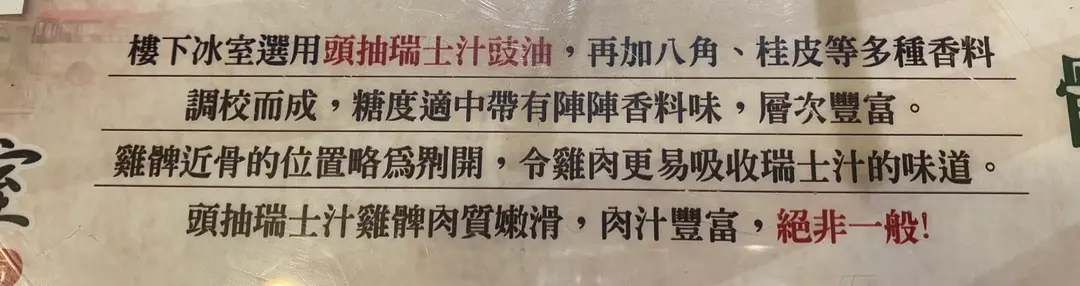 樓下冰室選用頭抽瑞士汁豉油，再加八角、桂皮等多種香料
調校而成，糖度適中帶有陣陣香料味，層次豐富。
雞髀近骨的位置略為𠝹開，令雞肉更易吸收瑞士汁的味道。
頭抽瑞士汁雞髀肉質嫩滑，肉汁豐富，絕非一般!
室